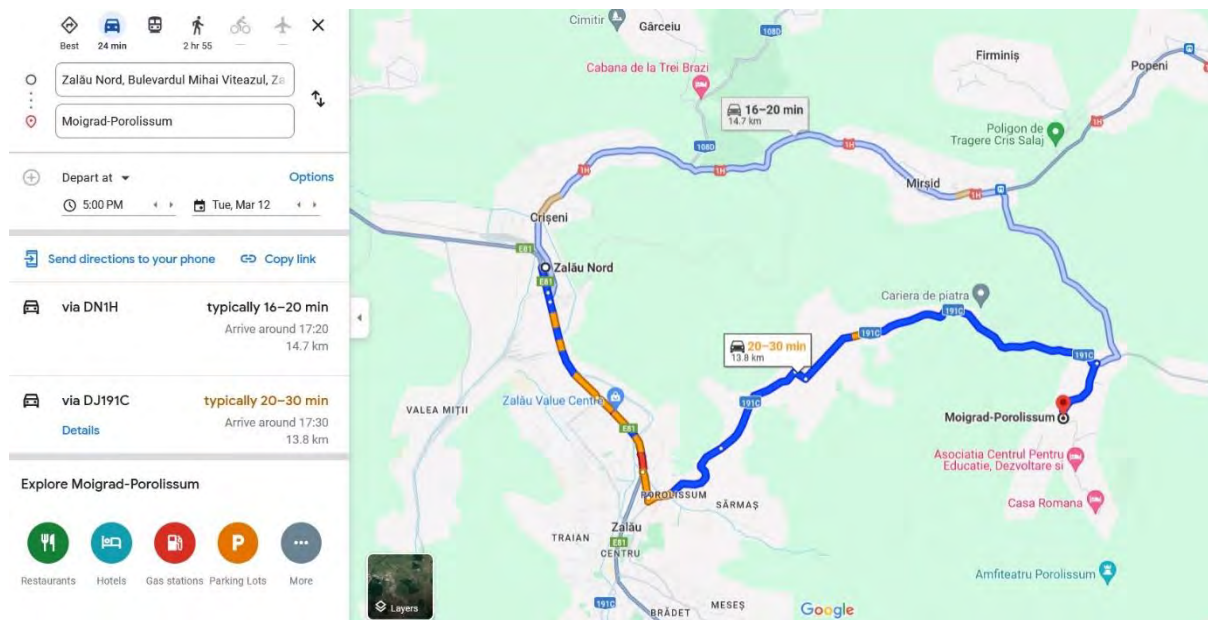 Best
24 min
2 hr 55
Zalău Nord, Bulevardul Mihai Viteazul, Za
Moigrad-Porolissum
Depart at
Options
5:00 PM
Tue, Mar 12
Send directions to your phone
Copy link
via DN1H
typically 16–20 min
Arrive around 17:20
14.7 km
via DJ191C
typically 20–30 min
Details
Arrive around 17:30
13.8 km
Explore Moigrad-Porolissum
Restaurants
Hotels
Gas stations
Parking Lots
More
P
Cimitir
Gârceiu
108D
Firminiș
Popeni
Cabana de la Trei Brazi
16–20 min
14.7 km
1H
Poligon de
Tragere Cris Salaj
108D
1H
1H
1H
Mirșid
1H
Crișeni
E81
Zalău Nord
E81
Cariera de piatra
191C
191C
20–30 min
13.8 km
191C
191C
Zalău Value Centre
VALEA MIȚII
E81
Moigrad-Porolissum
Asociatia Centrul Pentru
Educatie, Dezvoltare si
POROLISSUM
SĂRMAȘ
Casa Romana
Zalău
TRAIAN
CENTRU
E81
Amfiteatru Porolissum
Layers
191C
BRĂDET
MESEȘ
Google